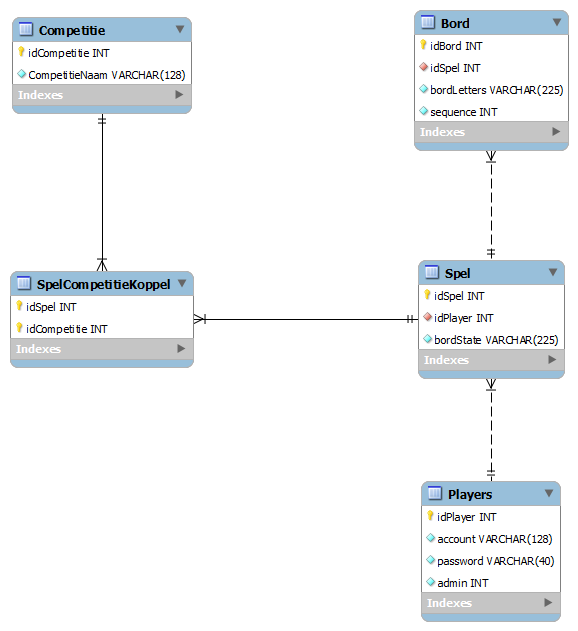 Competitie
idCompetitie INT
CompetitieNaam VARCHAR(128)
Indexes
Bord
idBord INT
idSpel INT
bordLetters VARCHAR(225)
sequence INT
Indexes
SpelCompetitieKoppel
idSpel INT
idCompetitie INT
Indexes
Spel
idSpel INT
idPlayer INT
bordState VARCHAR(225)
Indexes
Players
idPlayer INT
account VARCHAR(128)
password VARCHAR(40)
admin INT
Indexes